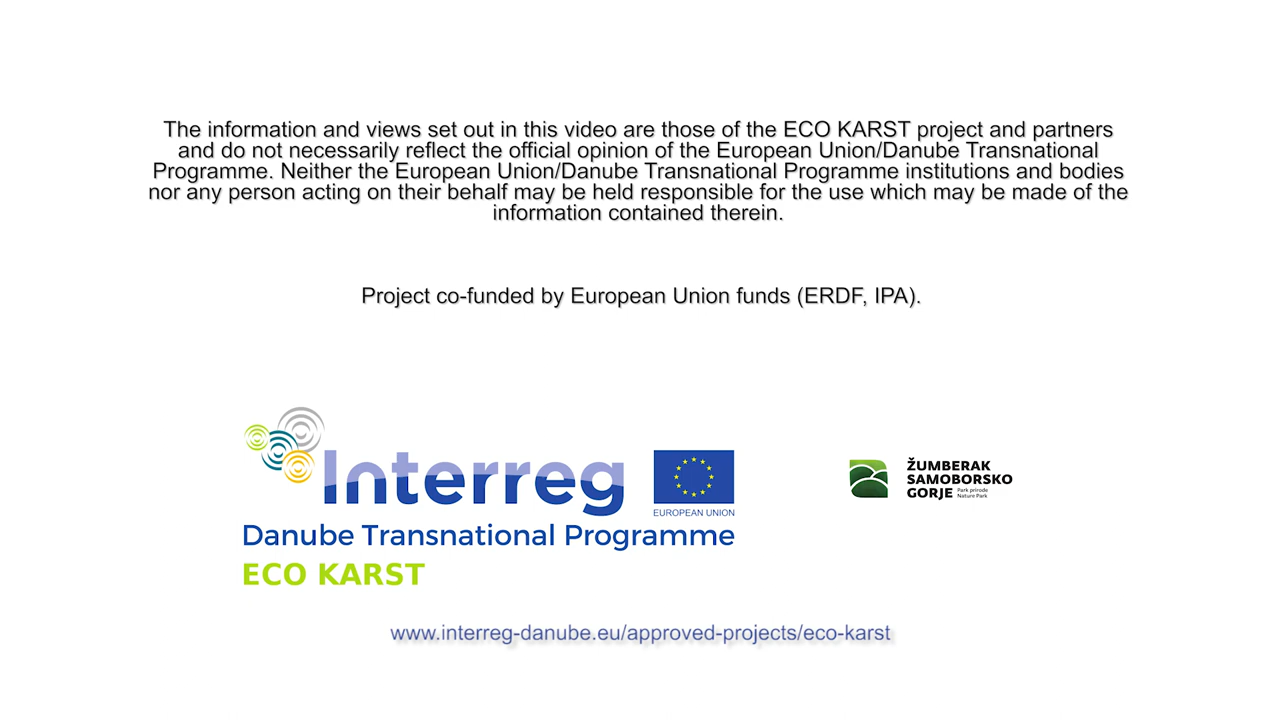 The information and views set out in this video are those of the ECO KARST project and partners
and do not necessarily reflect the official opinion of the European Union/Danube Transnational
Programme. Neither the European Union/Danube Transnational Programme institutions and bodies
nor any person acting on their behalf may be held responsible for the use which may be made of the
information contained therein.
Project co-funded by European Union funds (ERDF, IPA).
Interreg
EUROPEAN UNION
Danube Transnational Programme
ECO KARST
ŽUMBERAK
SAMOBORSKO
GORJE
Park prirode
Nature Park
www.interreg-danube.eu/approved-projects/eco-karst